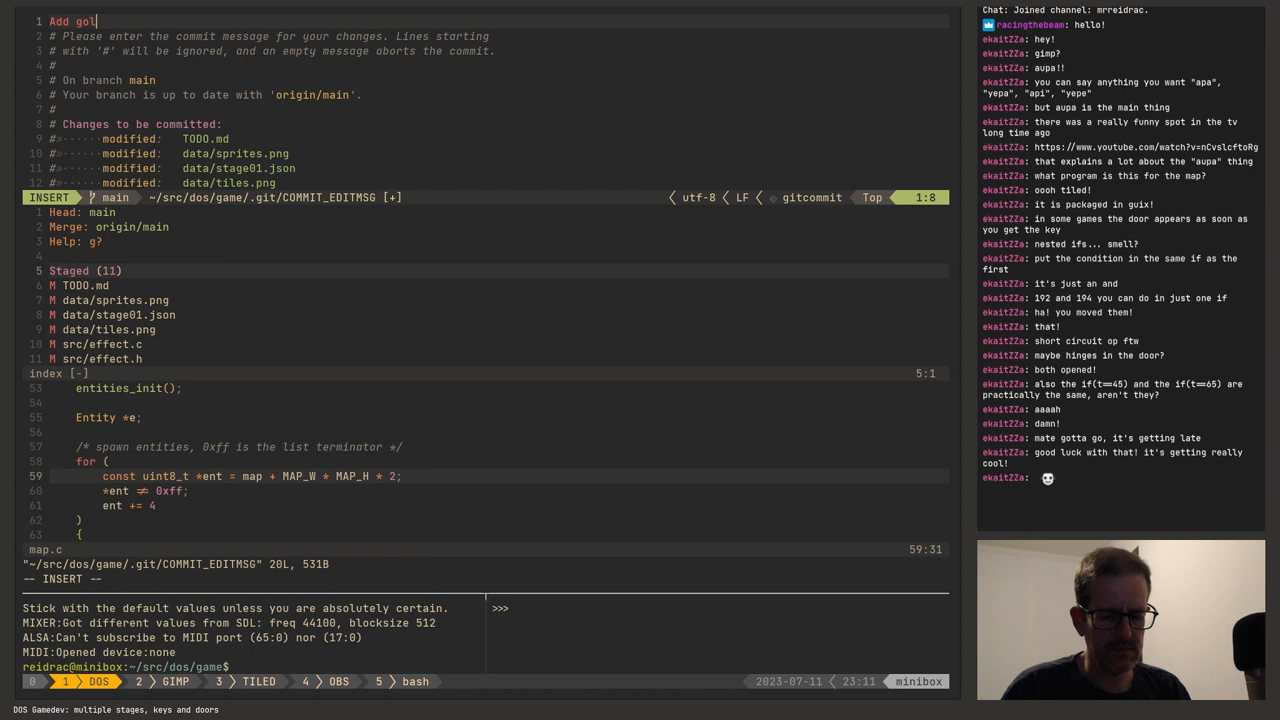 1 Add gol
2 # Please enter the commit message for your changes. Lines starting
3 # with '#' will be ignored, and an empty message aborts the commit.
4 #
5 # On branch main
6 # Your branch is up to date with 'origin/main'.
7 #
8 # Changes to be committed:
9 #»······modified:   TODO.md
10 #»······modified:   data/sprites.png
11 #»······modified:   data/stage01.json
12 #»······modified:   data/tiles.png
INSERT main ~/src/dos/game/.git/COMMIT_EDITMSG [+] utf-8 LF gitcommit Top 1:8
1 Head: main
2 Merge: origin/main
3 Help: g?
4
5 Staged (11)
6 M TODO.md
7 M data/sprites.png
8 M data/stage01.json
9 M data/tiles.png
10 M src/effect.c
11 M src/effect.h
index [-] 5:1
53 entities_init();
54
55 Entity *e;
56
57 /* spawn entities, 0xff is the list terminator */
58 for (
59 const uint8_t *ent = map + MAP_W * MAP_H * 2;
60 *ent ≠ 0xff;
61 ent += 4
62 )
63 {
map.c 59:31
"~/src/dos/game/.git/COMMIT_EDITMSG" 20L, 531B
-- INSERT --
Stick with the default values unless you are absolutely certain.
MIXER:Got different values from SDL: freq 44100, blocksize 512
ALSA:Can't subscribe to MIDI port (65:0) nor (17:0)
MIDI:Opened device:none
reidrac@minibox:~/src/dos/game$
>>>
0 1 DOS 2 GIMP 3 TILED 4 OBS 5 bash 2023-07-11 23:11 minibox
DOS Gamedev: multiple stages, keys and doors
Chat: Joined channel: mrreidrac.
racingthebeam: hello!
ekaitZZa: hey!
ekaitZZa: gimp?
ekaitZZa: aupa!!
ekaitZZa: you can say anything you want "apa",
"yepa", "api", "yepe"
ekaitZZa: but aupa is the main thing
ekaitZZa: there was a really funny spot in the tv
long time ago
ekaitZZa: https://www.youtube.com/watch?v=nCvslcftoRg
ekaitZZa: that explains a lot about the "aupa" thing
ekaitZZa: what program is this for the map?
ekaitZZa: oooh tiled!
ekaitZZa: it is packaged in guix!
ekaitZZa: in some games the door appears as soon as
you get the key
ekaitZZa: nested ifs... smell?
ekaitZZa: put the condition in the same if as the
first
ekaitZZa: it's just an and
ekaitZZa: 192 and 194 you can do in just one if
ekaitZZa: ha! you moved them!
ekaitZZa: that!
ekaitZZa: short circuit op ftw
ekaitZZa: maybe hinges in the door?
ekaitZZa: both opened!
ekaitZZa: also the if(t==45) and the if(t==65) are
practically the same, aren't they?
ekaitZZa: aaaah
ekaitZZa: damn!
ekaitZZa: mate gotta go, it's getting late
ekaitZZa: good luck with that! it's getting really
cool!
ekaitZZa: